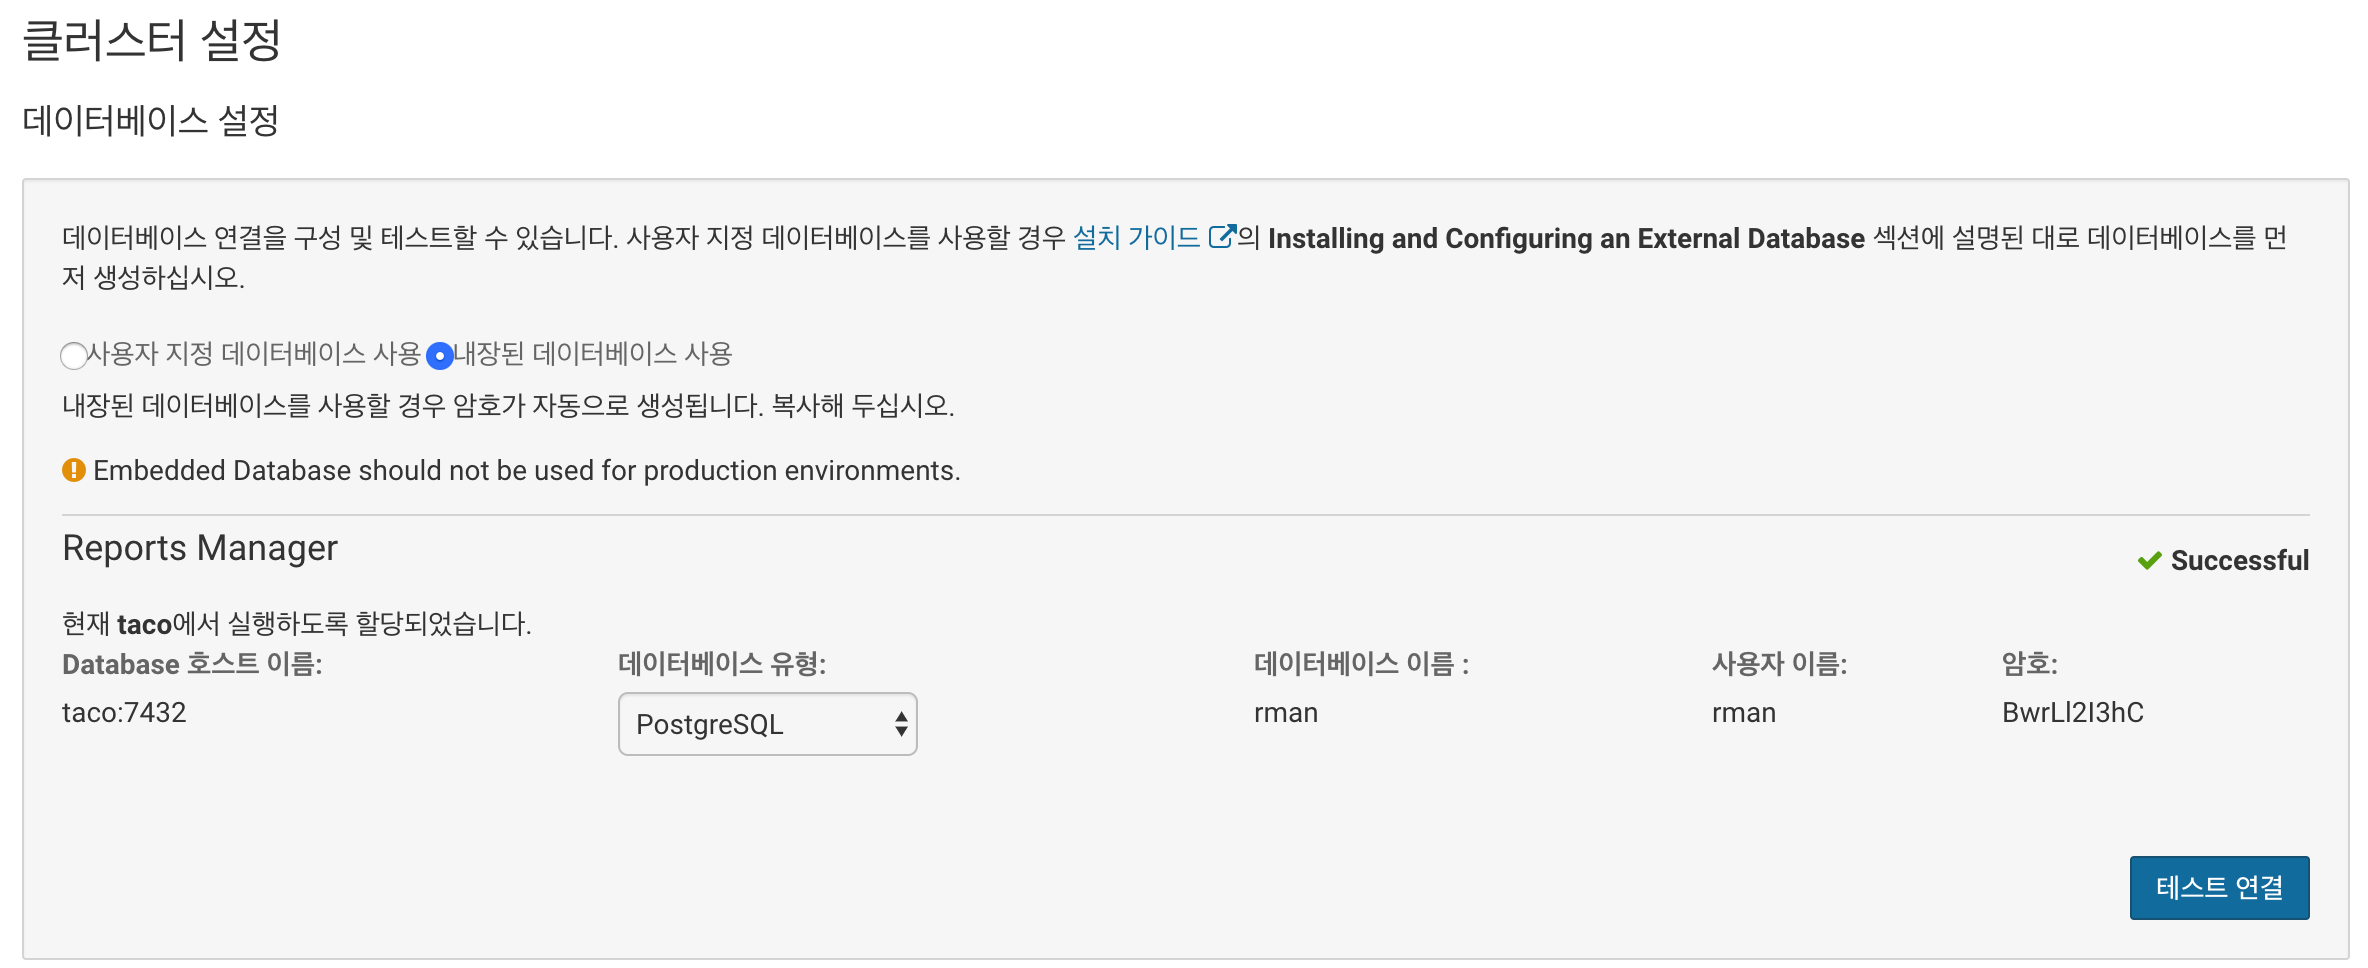 클러스터 설정
데이터베이스 설정
데이터베이스 연결을 구성 및 테스트할 수 있습니다. 사용자 지정 데이터베이스를 사용할 경우 설치 가이드의 Installing and Configuring an External Database 섹션에 설명된 대로 데이터베이스를 먼
저 생성하십시오.
사용자 지정 데이터베이스 사용 내장된 데이터베이스 사용
내장된 데이터베이스를 사용할 경우 암호가 자동으로 생성됩니다. 복사해 두십시오.
Embedded Database should not be used for production environments.
Reports Manager
Successful
현재 taco에서 실행하도록 할당되었습니다.
Database 호스트 이름: 데이터베이스 유형: 데이터베이스 이름 : 사용자 이름: 암호:
taco:7432 PostgreSQL rman rman BwrLl2I3hC
테스트 연결